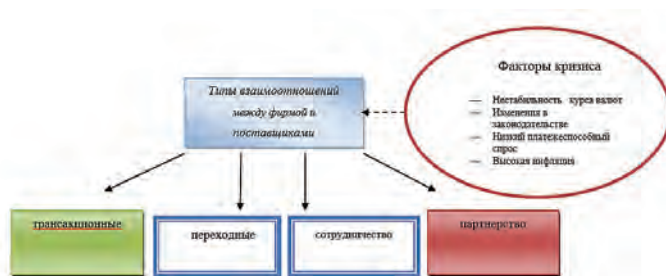 Типы взаимоотношений
между фирмой и
поставщиками
Факторы кризиса
— Нестабильность курса валют
— Изменения в
законодательстве
— Низкий платежеспособный
спрос
— Высокая инфляция
трансакционные
переходные
сотрудничество
партнерство